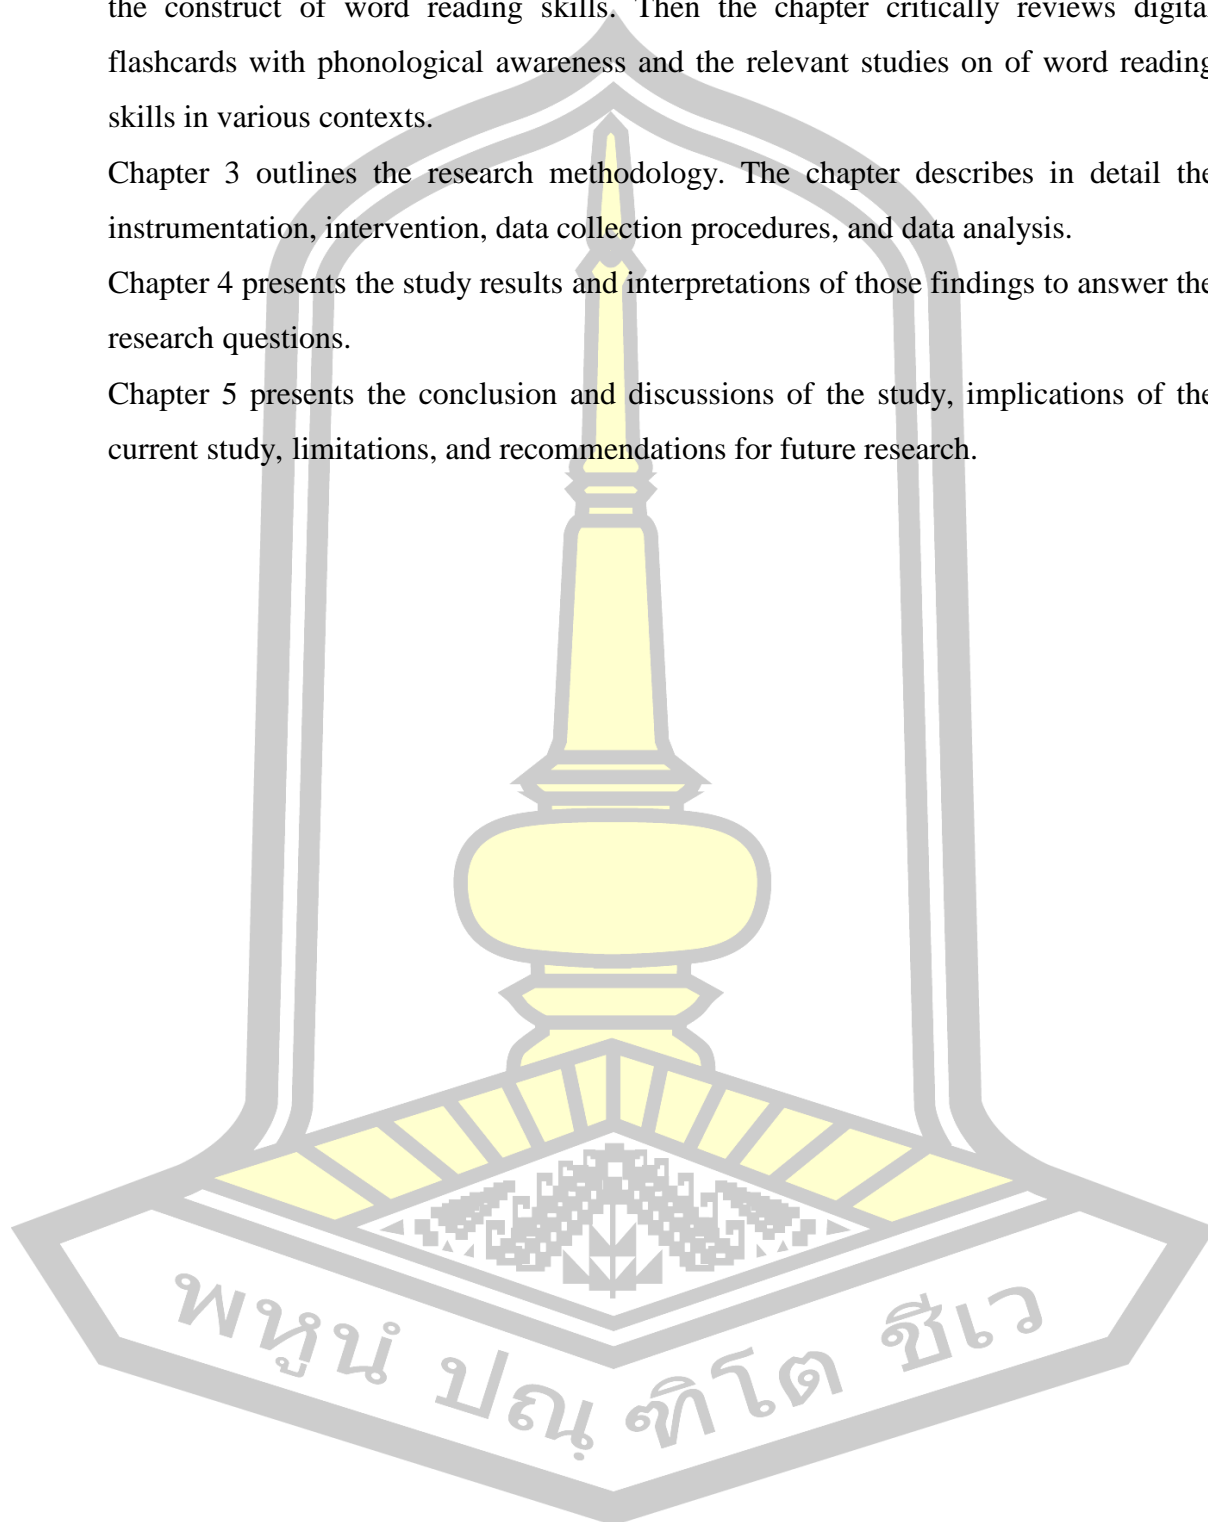 the construct of word reading skills. Then the chapter critically reviews digital
flashcards with phonological awareness and the relevant studies on of word reading
skills in various contexts.
Chapter 3 outlines the research methodology. The chapter describes in detail the
instrumentation, intervention, data collection procedures, and data analysis.
Chapter 4 presents the study results and interpretations of those findings to answer the
research questions.
Chapter 5 presents the conclusion and discussions of the study, implications of the
current study, limitations, and recommendations for future research.
พหูนํ ปณฺฑิโต ชีเว